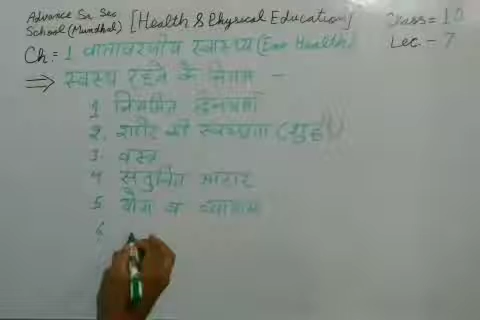 Advance Sr. Sec. School (Mundhal) [Health & Physical Education] Class = 10
Ch. = 1 वातावरणीय स्वास्थ्य (Env Health) Lec. - 7
⇒ स्वस्थ रहने के नियम -
1. नियमित दिनचर्या
2. शरीर की स्वच्छता (शुद्धि)
3. वस्त्र
4. संतुलित आहार
5. योग व व्यायाम
6.